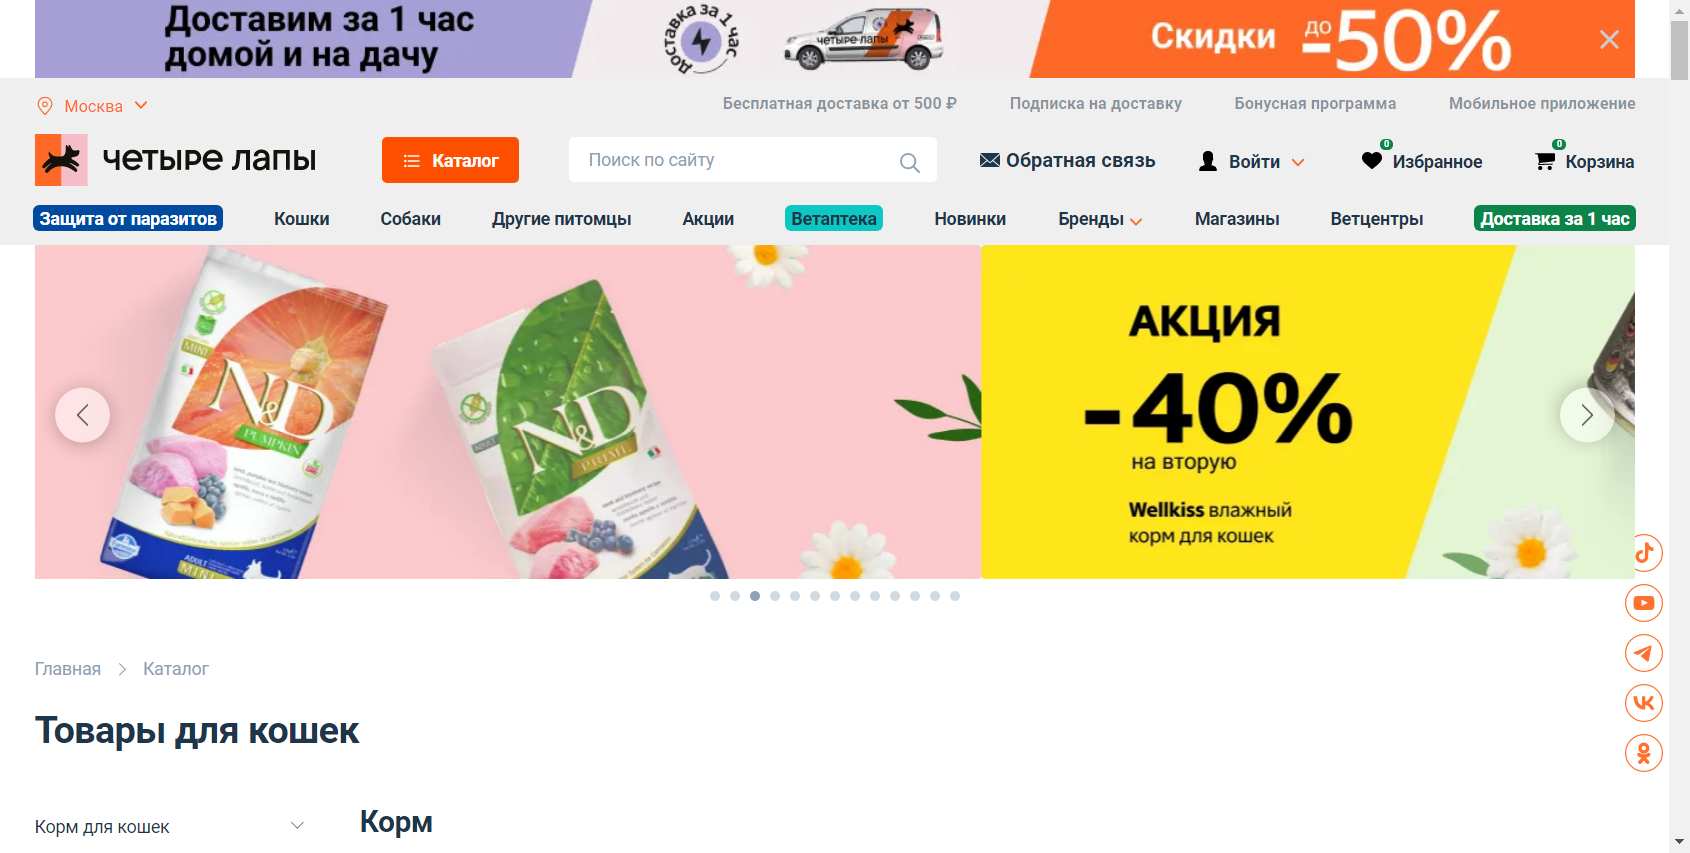 Доставим за 1 час
домой и на дачу
доставка за 1 час
четыре лапы
Скидки до -50%
Москва
Бесплатная доставка от 500 ₽
Подписка на доставку
Бонусная программа
Мобильное приложение
четыре лапы
Каталог
Поиск по сайту
Обратная связь
Войти
0
Избранное
0
Корзина
Защита от паразитов
Кошки
Собаки
Другие питомцы
Акции
Ветаптека
Новинки
Бренды
Магазины
Ветцентры
Доставка за 1 час
MINI
N&D
PUMPKIN
ADULT
MINI
N&D
PRIME
АКЦИЯ
-40%
на вторую
Wellkiss влажный
корм для кошек
Главная
Каталог
Товары для кошек
Корм для кошек
Корм